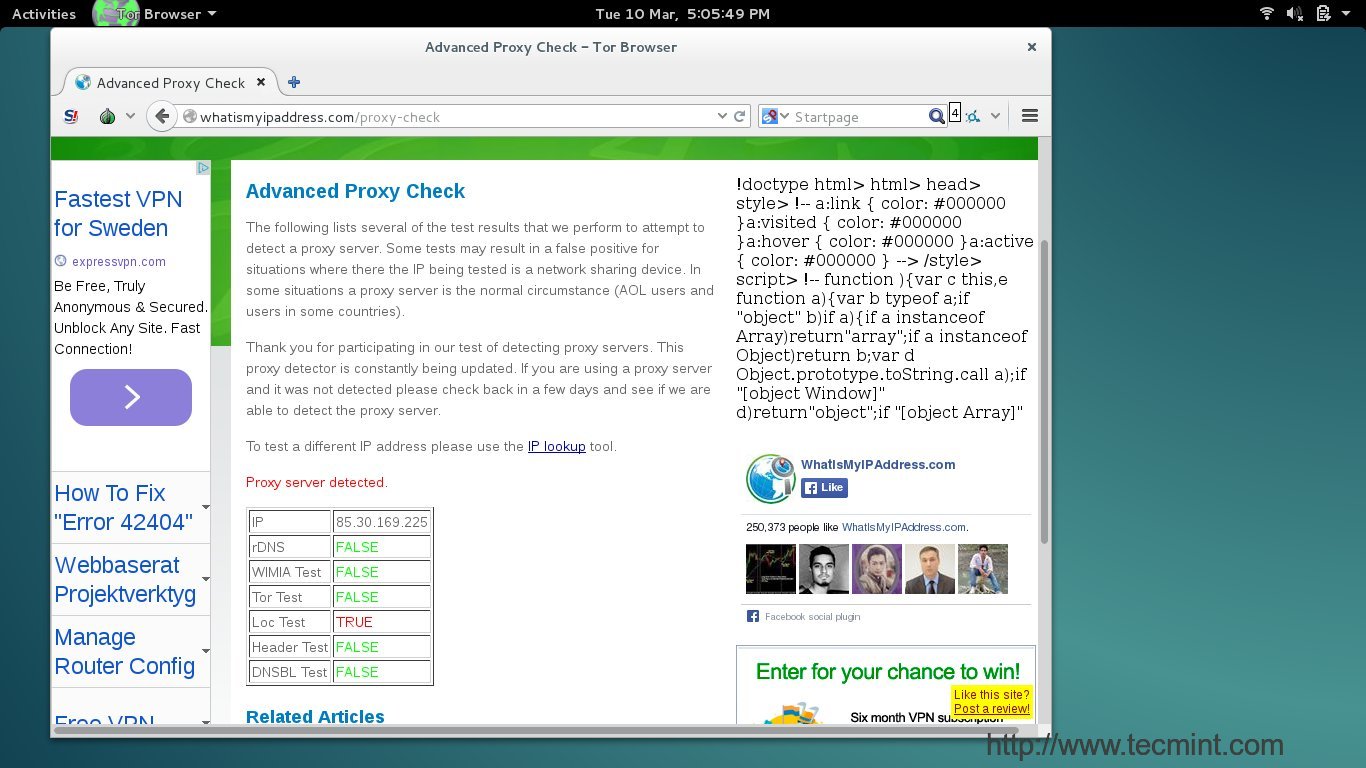 Activities
Tor Browser
Tue 10 Mar, 5:05:49 PM
Advanced Proxy Check - Tor Browser
Advanced Proxy Check
S!
whatismyipaddress.com/proxy-check
Startpage
4
Fastest VPN
for Sweden
expressvpn.com
Be Free, Truly
Anonymous & Secured.
Unblock Any Site. Fast
Connection!
How To Fix
"Error 42404"
Webbaserat
Projektverktyg
Manage
Router Config
Free VPN
Advanced Proxy Check
The following lists several of the test results that we perform to attempt to
detect a proxy server. Some tests may result in a false positive for
situations where there the IP being tested is a network sharing device. In
some situations a proxy server is the normal circumstance (AOL users and
users in some countries).
Thank you for participating in our test of detecting proxy servers. This
proxy detector is constantly being updated. If you are using a proxy server
and it was not detected please check back in a few days and see if we are
able to detect the proxy server.
To test a different IP address please use the IP lookup tool.
Proxy server detected.
IP 85.30.169.225
rDNS FALSE
WIMIA Test FALSE
Tor Test FALSE
Loc Test TRUE
Header Test FALSE
DNSBL Test FALSE
Related Articles
!doctype html> html> head>
style> !-- a:link { color: #000000
}a:visited { color: #000000
}a:hover { color: #000000 }a:active
{ color: #000000 } --> /style>
script> !-- function ){var c this,e
function a){var b typeof a;if
"object" b)if a){if a instanceof
Array)return"array";if a instanceof
Object)return b;var d
Object.prototype.toString.call a);if
"[object Window]"
d)return"object";if "[object Array]"
WhatIsMyIPAddress.com
Like
250,373 people like WhatIsMyIPAddress.com.
Facebook social plugin
Enter for your chance to win!
Six month VPN subscription
Like this site?
Post a review!
http://www.tecmint.com